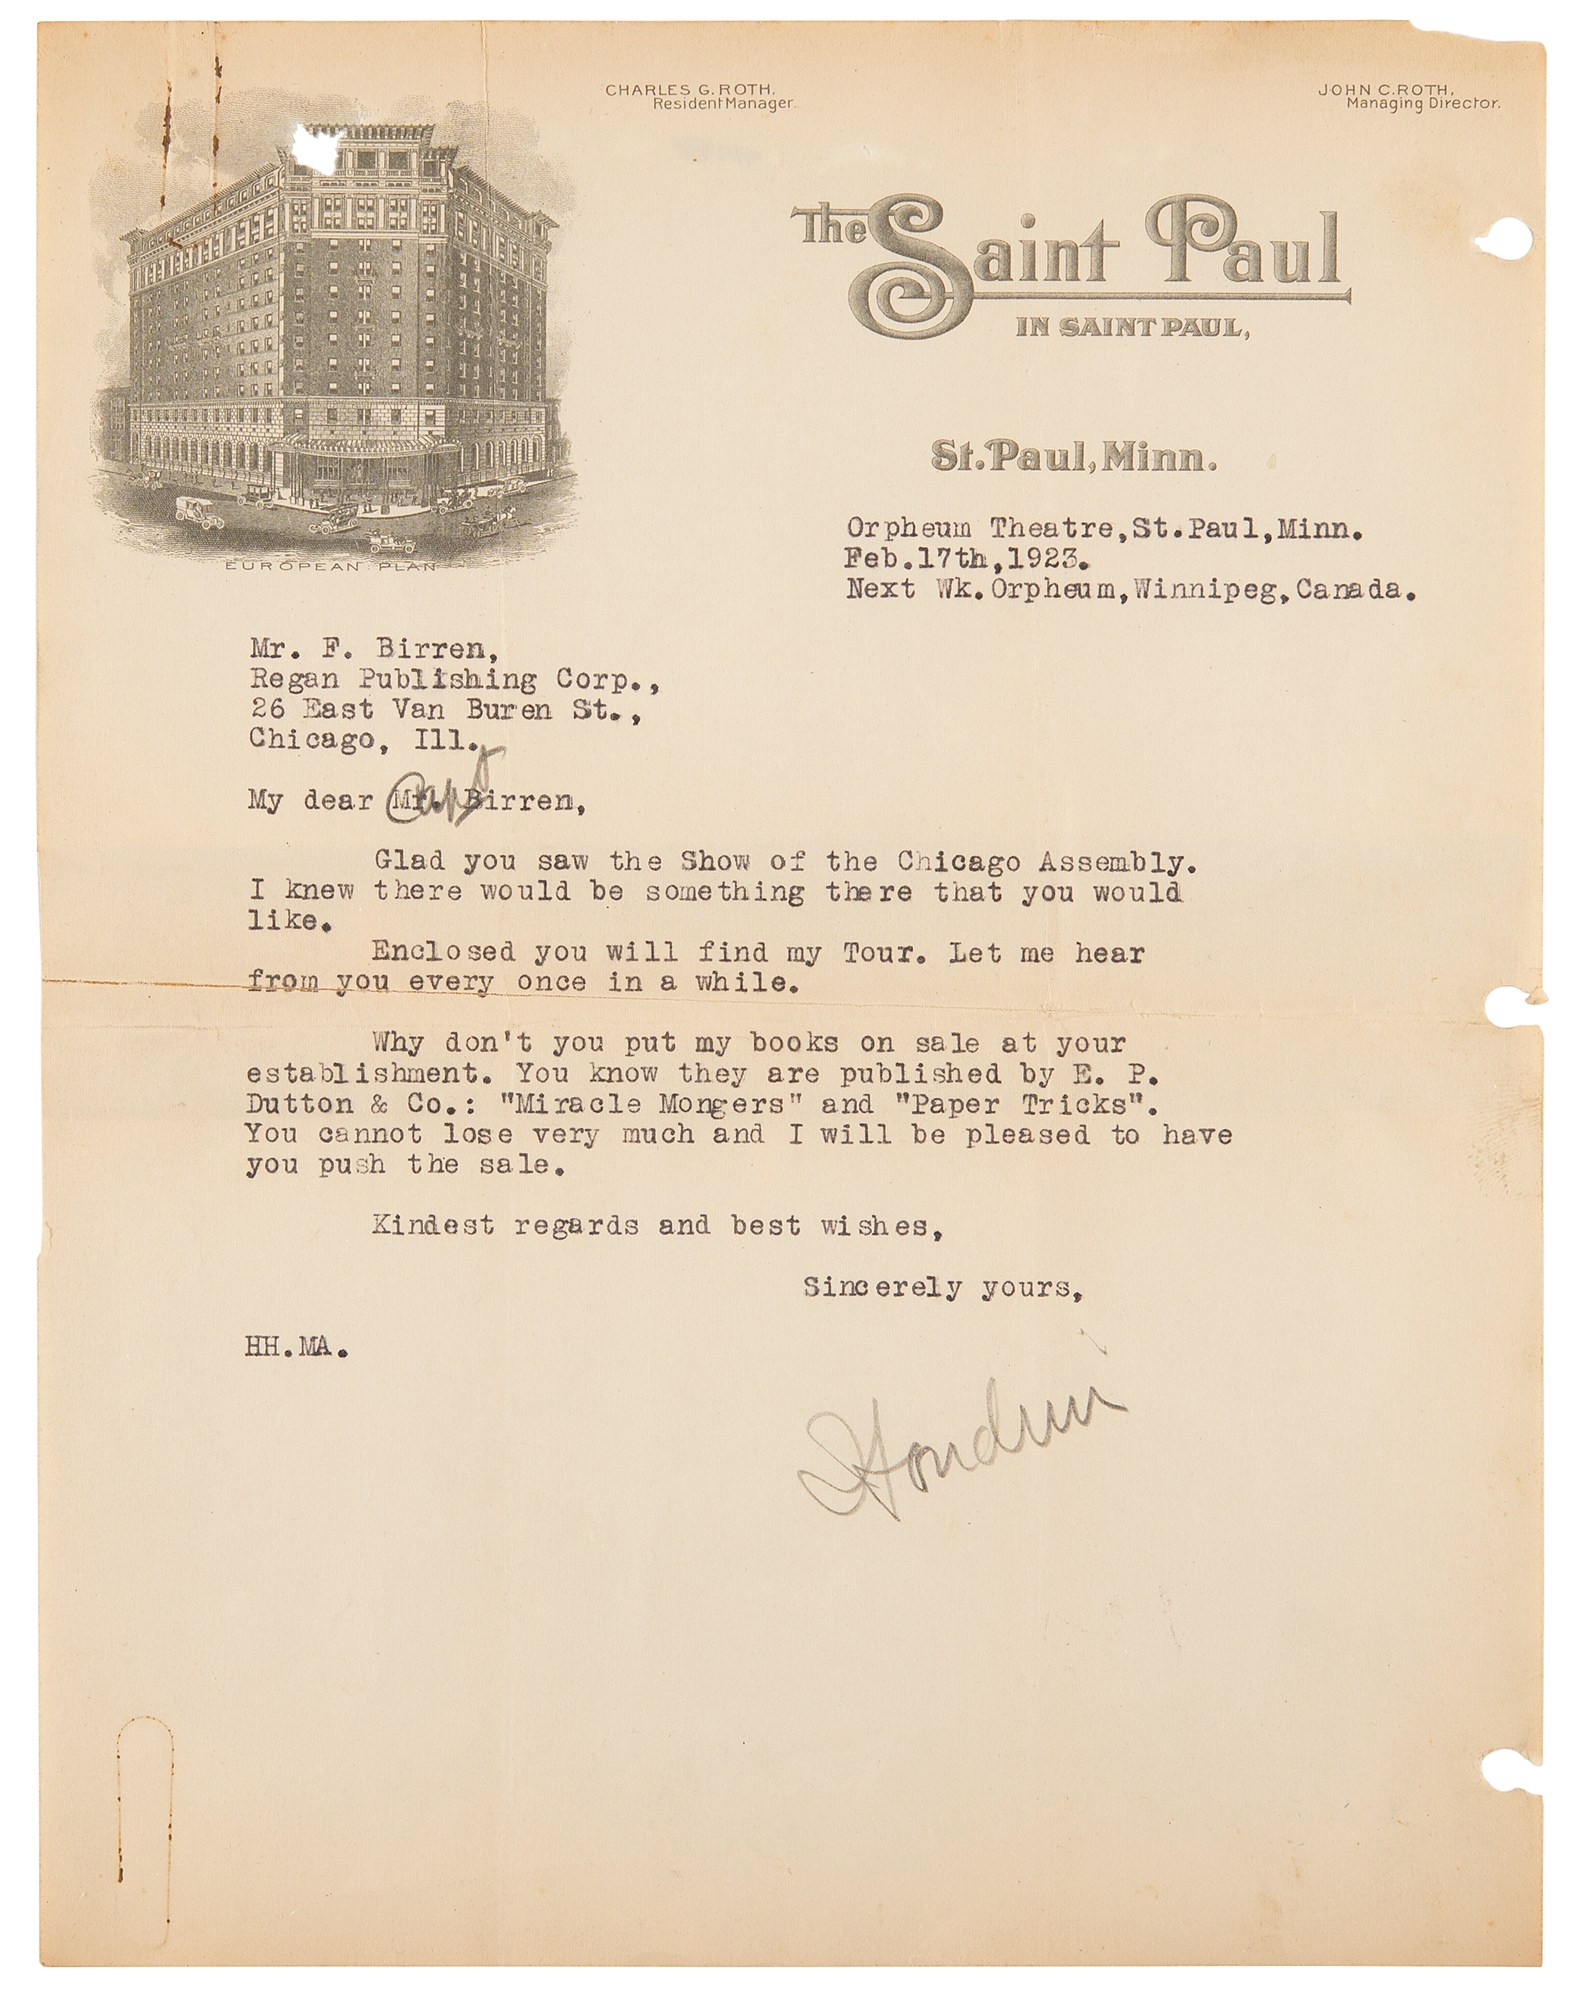 CHARLES G. ROTH.
Resident Manager.
JOHN C. ROTH,
Managing Director.
The Saint Paul
IN SAINT PAUL,
St. Paul, Minn.
EUROPEAN PLAN
Orpheum Theatre,St.Paul,Minn.
Feb.17th,1923.
Next Wk.Orpheum,Winnipeg,Canada.
Mr. F. Birren,
Regan Publishing Corp.,
26 East Van Buren St.,
Chicago, Ill.
My dear Mr. Capt Birren,
Glad you saw the Show of the Chicago Assembly.
I knew there would be something there that you would
like.
Enclosed you will find my Tour. Let me hear
from you every once in a while.
Why don't you put my books on sale at your
establishment. You know they are published by E. P.
Dutton & Co.: "Miracle Mongers" and "Paper Tricks".
You cannot lose very much and I will be pleased to have
you push the sale.
Kindest regards and best wishes,
Sincerely yours,
HH.MA.
Houdini